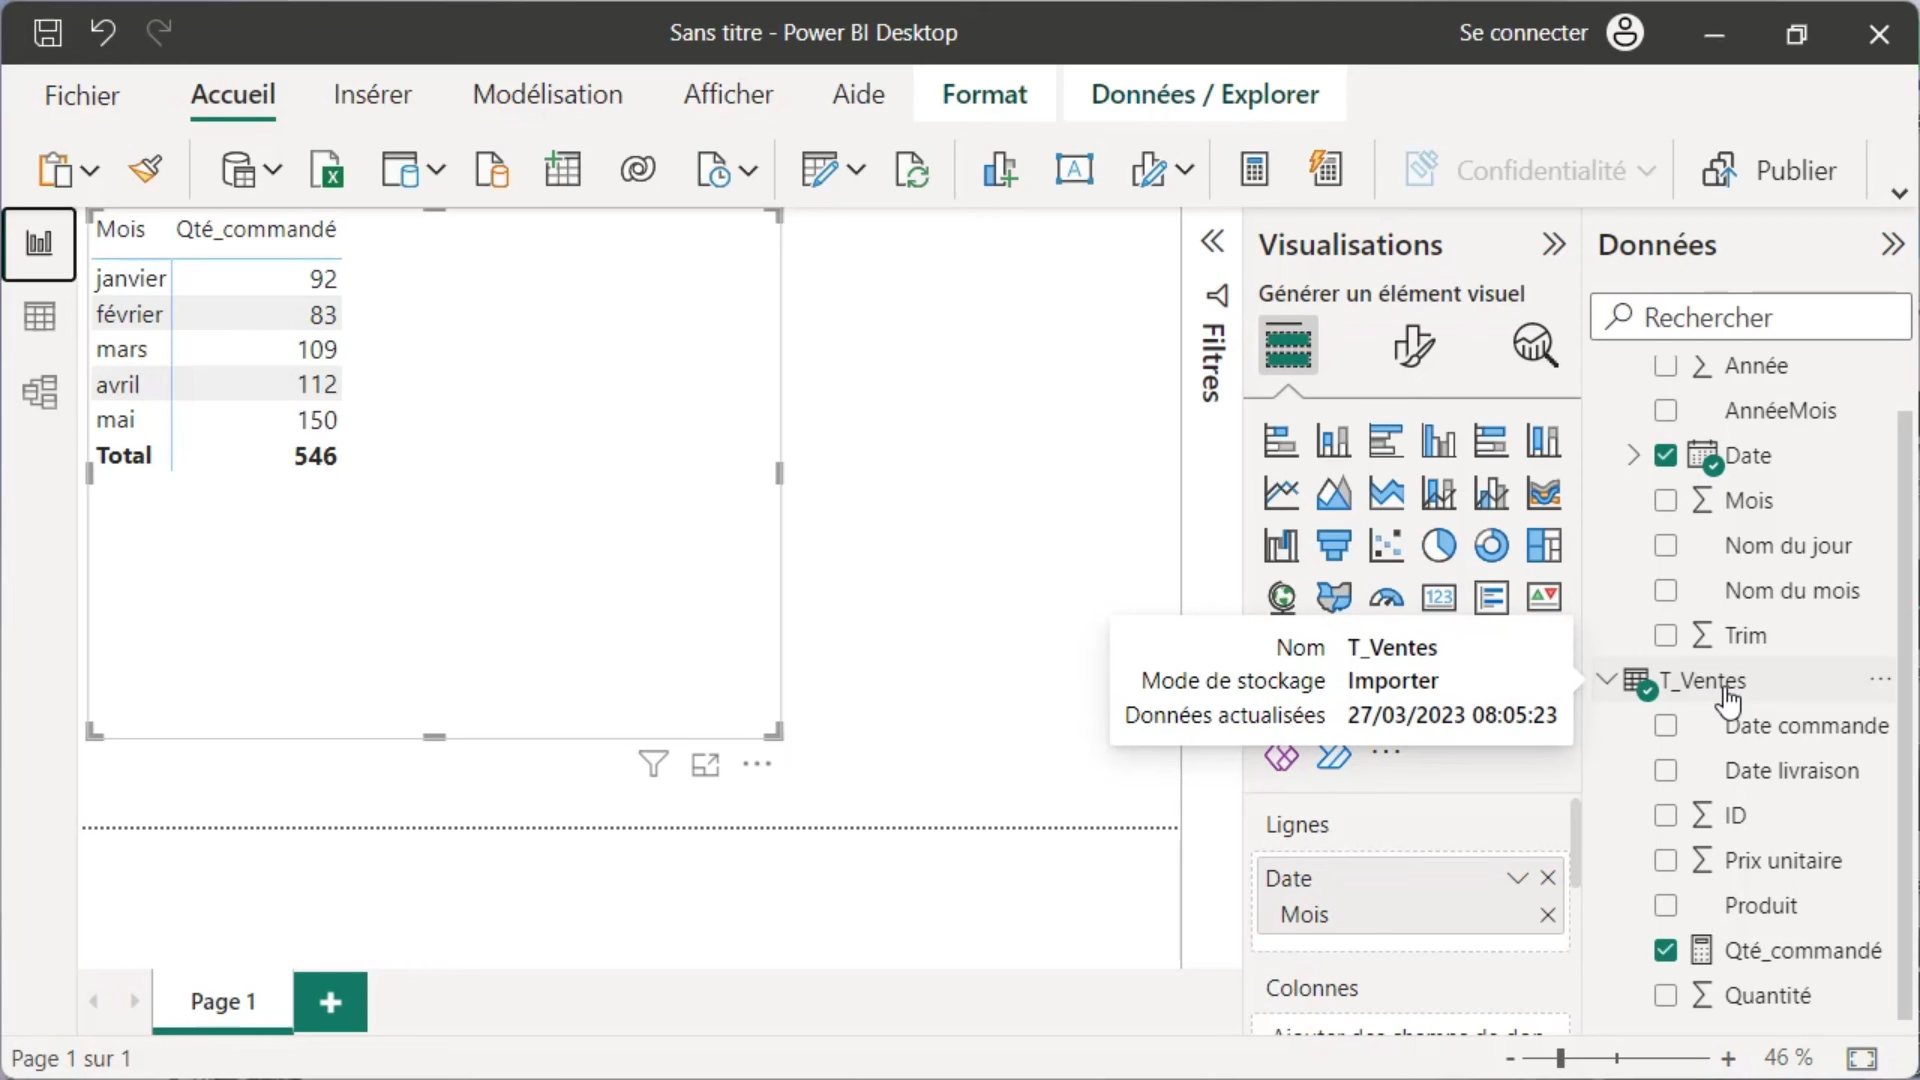 Sans titre - Power BI Desktop
Se connecter
Fichier
Accueil
Insérer
Modélisation
Afficher
Aide
Format
Données / Explorer
Confidentialité
Publier
Mois Qté_commandé
janvier 92
février 83
mars 109
avril 112
mai 150
Total 546
Filtres
Visualisations
Générer un élément visuel
123
Nom T_Ventes
Mode de stockage Importer
Données actualisées 27/03/2023 08:05:23
Lignes
Date
Mois
Colonnes
Données
Rechercher
Année
AnnéeMois
Date
Mois
Nom du jour
Nom du mois
Trim
T_Ventes
Date commande
Date livraison
ID
Prix unitaire
Produit
Qté_commandé
Quantité
Page 1
Page 1 sur 1
- + 46 %